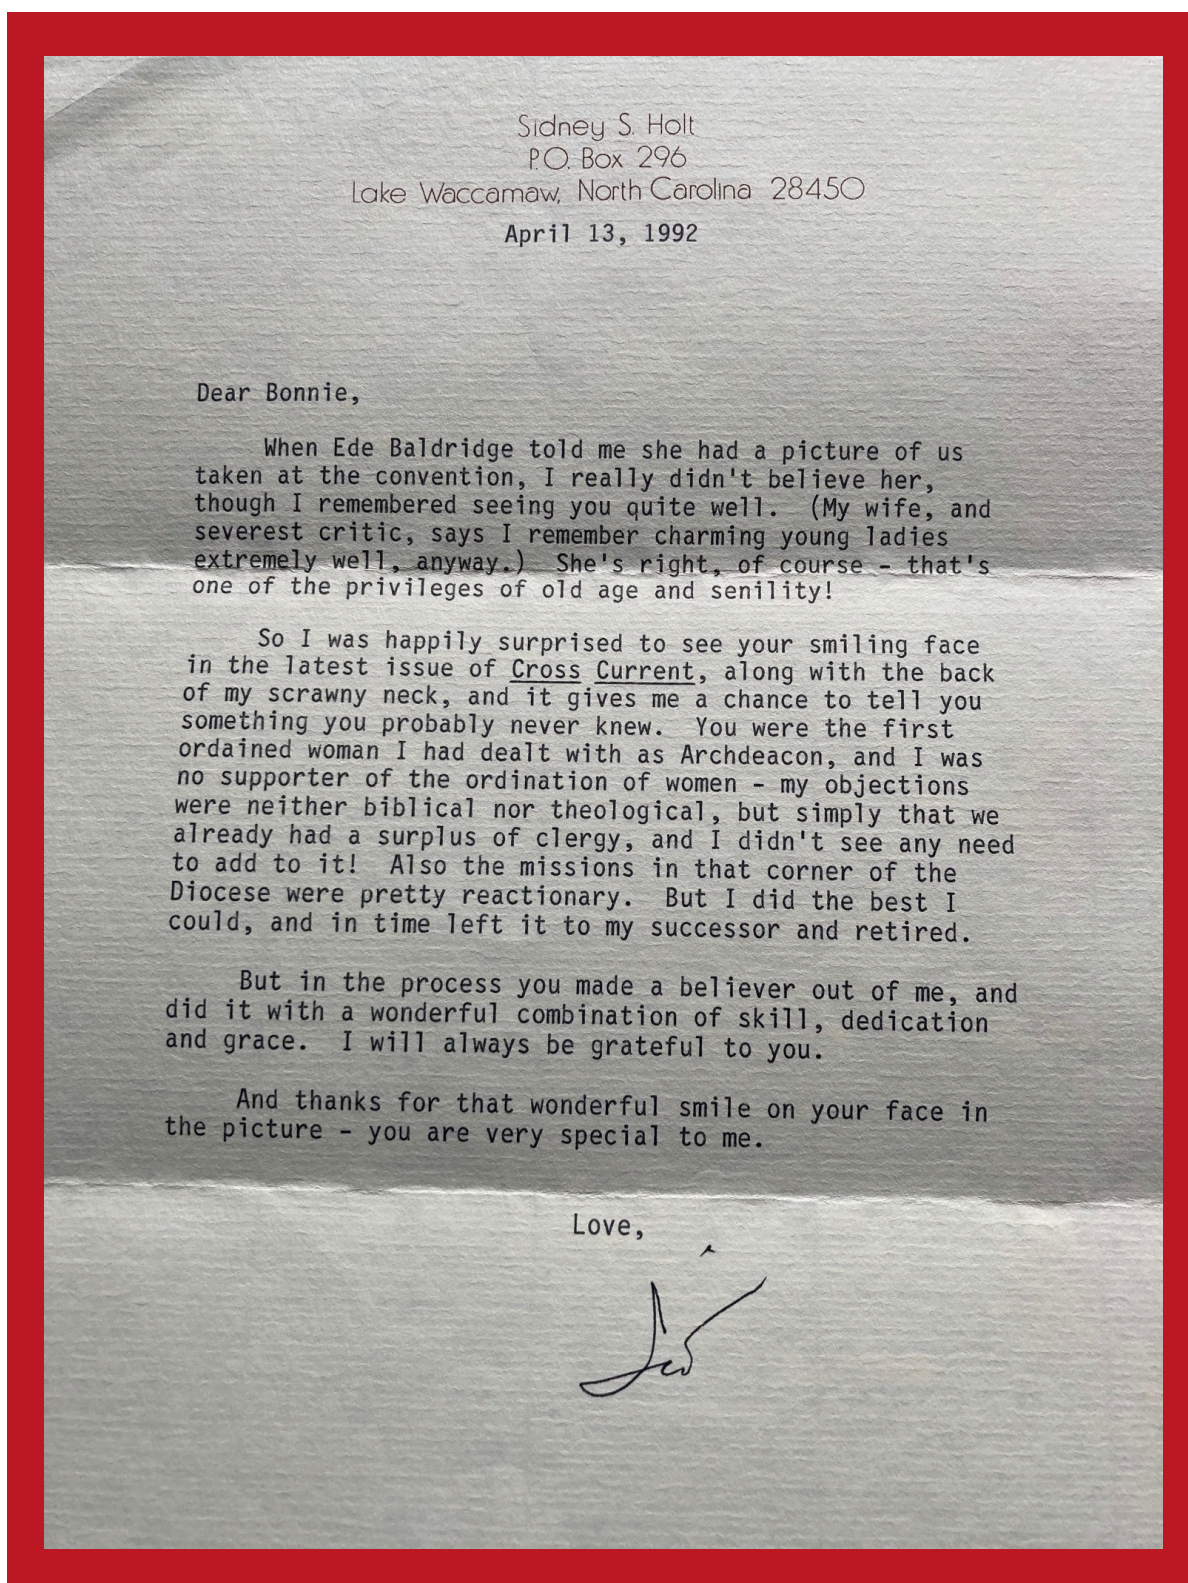 Sidney S. Holt
P.O. Box 296
Lake Waccamaw, North Carolina 28450
April 13, 1992
Dear Bonnie,
When Ede Baldridge told me she had a picture of us
taken at the convention, I really didn't believe her,
though I remembered seeing you quite well. (My wife, and
severest critic, says I remember charming young ladies
extremely well, anyway.) She's right, of course - that's
one of the privileges of old age and senility!
So I was happily surprised to see your smiling face
in the latest issue of Cross Current, along with the back
of my scrawny neck, and it gives me a chance to tell you
something you probably never knew. You were the first
ordained woman I had dealt with as Archdeacon, and I was
no supporter of the ordination of women - my objections
were neither biblical nor theological, but simply that we
already had a surplus of clergy, and I didn't see any need
to add to it! Also the missions in that corner of the
Diocese were pretty reactionary. But I did the best I
could, and in time left it to my successor and retired.
But in the process you made a believer out of me, and
did it with a wonderful combination of skill, dedication
and grace. I will always be grateful to you.
And thanks for that wonderful smile on your face in
the picture - you are very special to me.
Love,
Sid